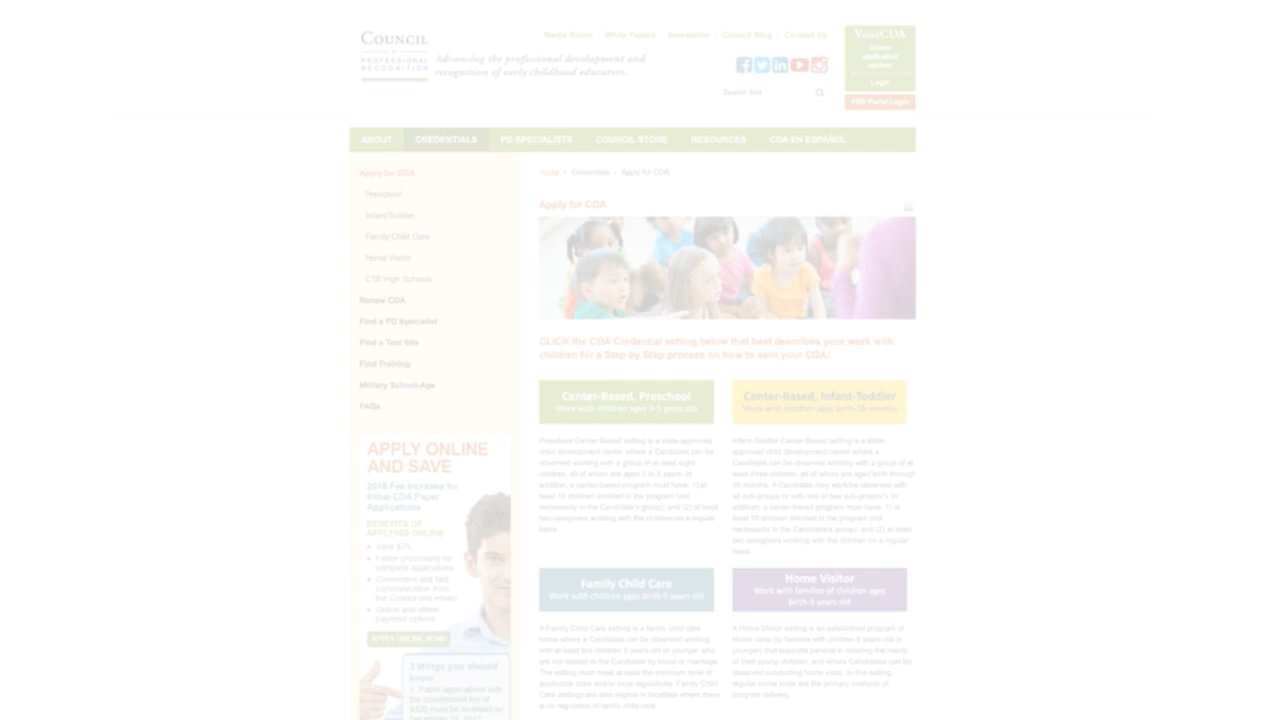 COUNCIL
PROFESSIONAL
RECOGNITION
Advancing the professional development and
recognition of early childhood educators.
Media Room White Papers Newsletter Council Blog Contact Us
Search Site
YourCDA
Online
application
system
Login
PDS Portal Login
ABOUT CREDENTIALS PD SPECIALISTS COUNCIL STORE RESOURCES CDA EN ESPAÑOL
Apply for CDA
Preschool
Infant/Toddler
Family Child Care
Home Visitor
CTE High Schools
Renew CDA
Find a PD Specialist
Find a Test Site
Find Training
Military School-Age
FAQs
APPLY ONLINE
AND SAVE
2018 Fee Increase for
Initial CDA Paper
Applications
BENEFITS OF
APPLYING ONLINE:
Save $75
Faster processing for
complete applications
Convenient and fast
communication from
the Council (via email)
Online and offline
payment options
APPLY ONLINE NOW
3 things you should
know:
1. Paper applications with
the assessment fee of
$425 must be received by
Home › Credentials › Apply for CDA
Apply for CDA
CLICK the CDA Credential setting below that best describes your work with
children for a Step by Step process on how to earn your CDA:
Center-Based, Preschool
Work with children ages 3-5 years old
Preschool Center Based setting is a state-approved
child development center where a Candidate can be
observed working with a group of at least eight
children, all of whom are ages 3 to 5 years. In
addition, a center-based program must have: 1) at
least 10 children enrolled in the program (not
necessarily in the Candidate's group); and (2) at least
two caregivers working with the children on a regular
basis.
Center-Based, Infant-Toddler
Work with children ages birth-36 months
Infant-Toddler Center Based setting is a state-
approved child development center where a
Candidate can be observed working with a group of at
least three children, all of whom are aged birth through
36 months. A Candidate may work/be observed with
all sub-groups or with one or two sub-groups*). In
addition, a center-based program must have: 1) at
least 10 children enrolled in the program (not
necessarily in the Candidate's group); and (2) at least
two caregivers working with the children on a regular
basis.
Family Child Care
Work with children ages birth-5 years old
A Family Child Care setting is a family child care
home where a Candidate can be observed working
with at least two children 5 years old or younger who
are not related to the Candidate by blood or marriage.
The setting must meet at least the minimum level of
applicable state and/or local regulations. Family Child
Care settings are also eligible in localities where there
is no regulation of family child care.
Home Visitor
Work with families of children ages
birth-5 years old
A Home Visitor setting is an established program of
Home visits (to families with children 5 years old or
younger) that supports parents in meeting the needs
of their young children, and where Candidates can be
observed conducting home visits. In this setting,
regular home visits are the primary methods of
program delivery.